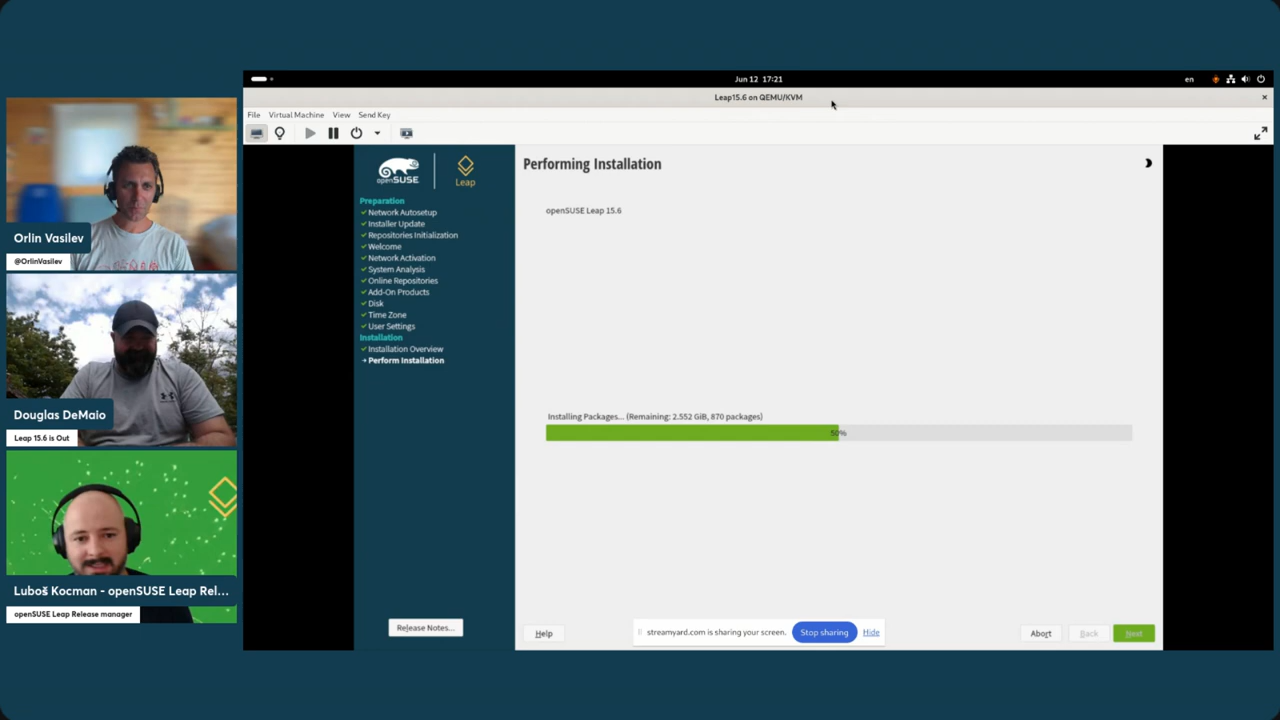 Orlin Vasilev
@OrlinVasilev
Douglas DeMaio
Leap 15.6 is Out
Luboš Kocman - openSUSE Leap Rel...
openSUSE Leap Release manager
Jun 12 17:21
en
Leap15.6 on QEMU/KVM
File Virtual Machine View Send Key
openSUSE
Leap
Preparation
Network Autosetup
Installer Update
Repositories Initialization
Welcome
Network Activation
System Analysis
Online Repositories
Add-On Products
Disk
Time Zone
User Settings
Installation
Installation Overview
Perform Installation
Release Notes...
Performing Installation
openSUSE Leap 15.6
Installing Packages... (Remaining: 2.552 GiB, 870 packages)
50%
Help
streamyard.com is sharing your screen. Stop sharing Hide
Abort Back Next